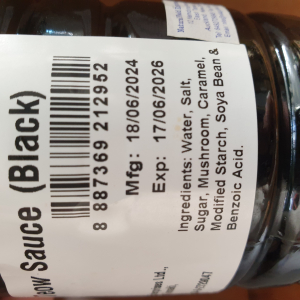 Sauce (Black)
8 887369 212952
Mfg: 18/06/2024
Exp: 17/06/2026
Ingredients: Water, Salt,
Sugar, Mushroom, Caramel,
Modified Starch, Soya Bean &
Benzoic Acid.
Ltd.,